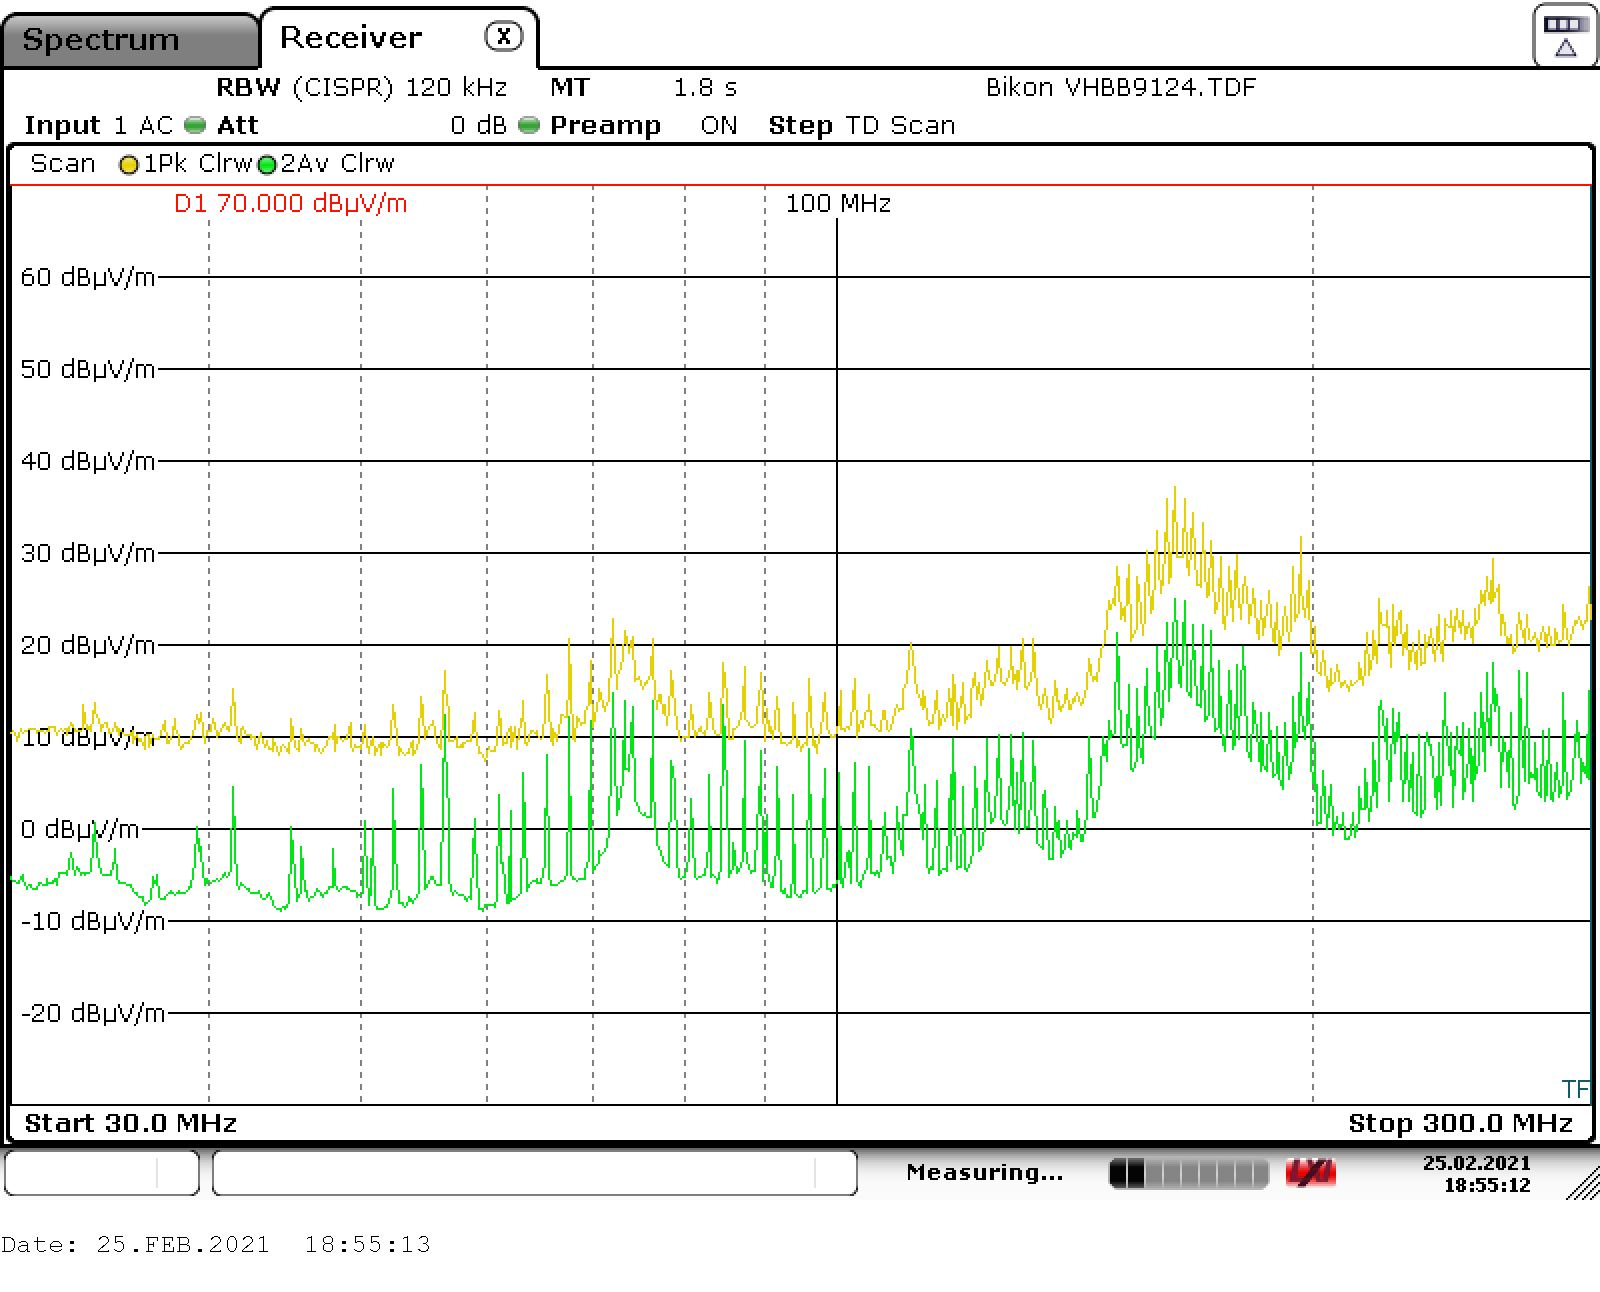 Spectrum Receiver X
RBW (CISPR) 120 kHz MT 1.8 s Bikon VHBB9124.TDF
Input 1 AC Att 0 dB Preamp ON Step TD Scan
Scan 1Pk Clrw 2Av Clrw
D1 70.000 dBµV/m 100 MHz
60 dBµV/m
50 dBµV/m
40 dBµV/m
30 dBµV/m
20 dBµV/m
10 dBµV/m
0 dBµV/m
-10 dBµV/m
-20 dBµV/m
TF
Start 30.0 MHz Stop 300.0 MHz
Measuring... LXI 25.02.2021
18:55:12
Date: 25.FEB.2021 18:55:13